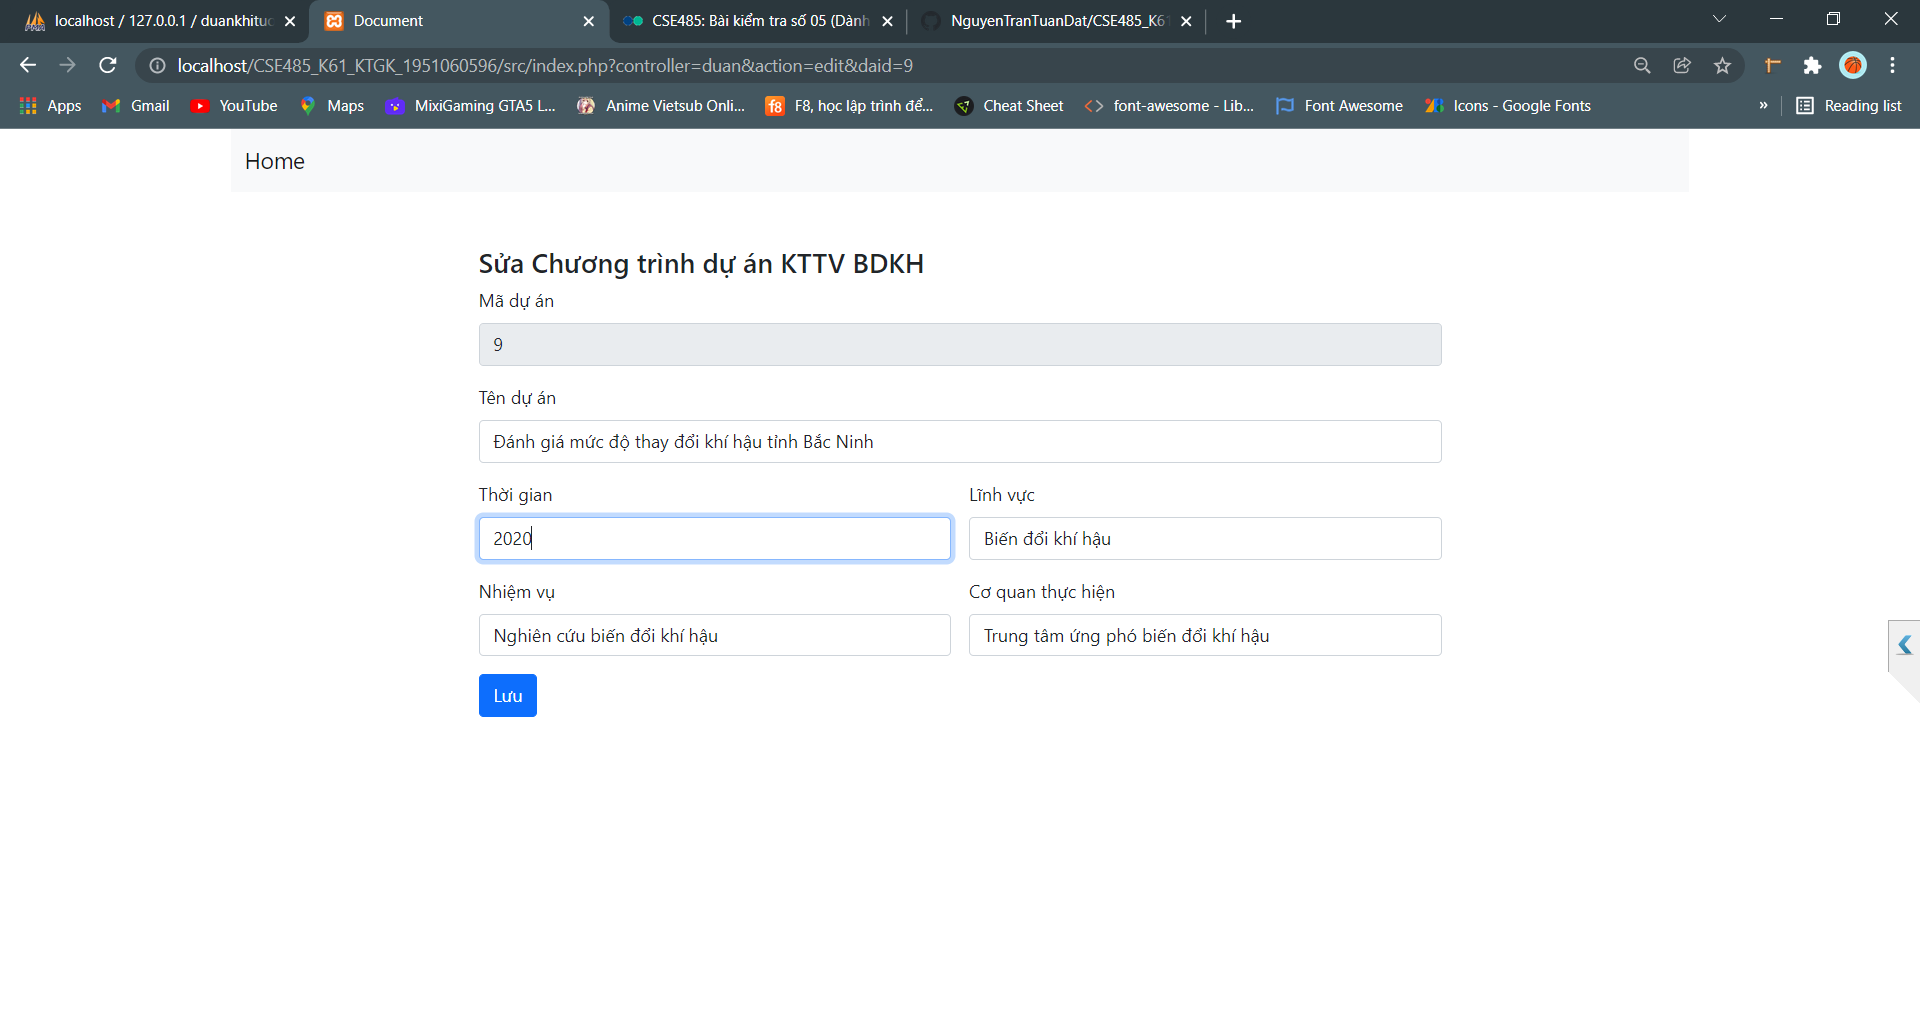 localhost / 127.0.0.1 / duankhituc
Document
CSE485: Bài kiểm tra số 05 (Dành
NguyenTranTuanDat/CSE485_K61
localhost/CSE485_K61_KTGK_1951060596/src/index.php?controller=duan&action=edit&daid=9
Apps
Gmail
YouTube
Maps
MixiGaming GTA5 L...
Anime Vietsub Onli...
F8, học lập trình để...
Cheat Sheet
font-awesome - Lib...
Font Awesome
Icons - Google Fonts
»
Reading list
Home
Sửa Chương trình dự án KTTV BDKH
Mã dự án
9
Tên dự án
Đánh giá mức độ thay đổi khí hậu tỉnh Bắc Ninh
Thời gian
Lĩnh vực
2020
Biến đổi khí hậu
Nhiệm vụ
Cơ quan thực hiện
Nghiên cứu biến đổi khí hậu
Trung tâm ứng phó biến đổi khí hậu
Lưu